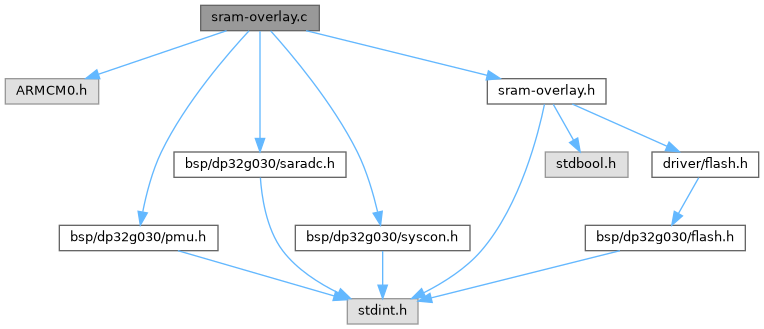 sram-overlay.c
ARMCM0.h
sram-overlay.h
bsp/dp32g030/saradc.h
stdbool.h
driver/flash.h
bsp/dp32g030/pmu.h
bsp/dp32g030/syscon.h
bsp/dp32g030/flash.h
stdint.h